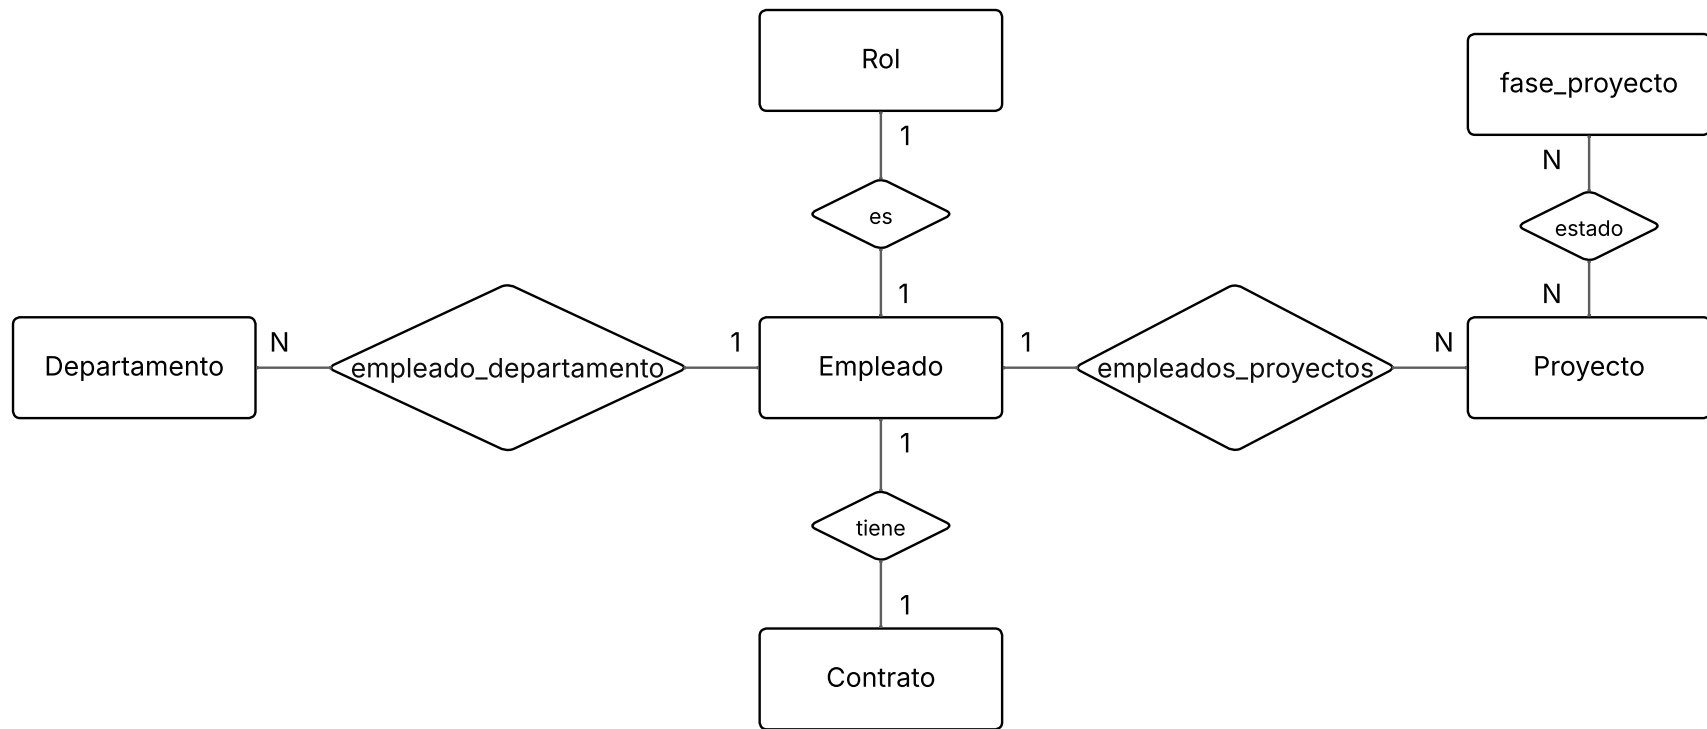 Rol
fase_proyecto
1
N
es
estado
1
N
Departamento
N
empleado_departamento
1
Empleado
1
empleados_proyectos
N
Proyecto
1
tiene
1
Contrato